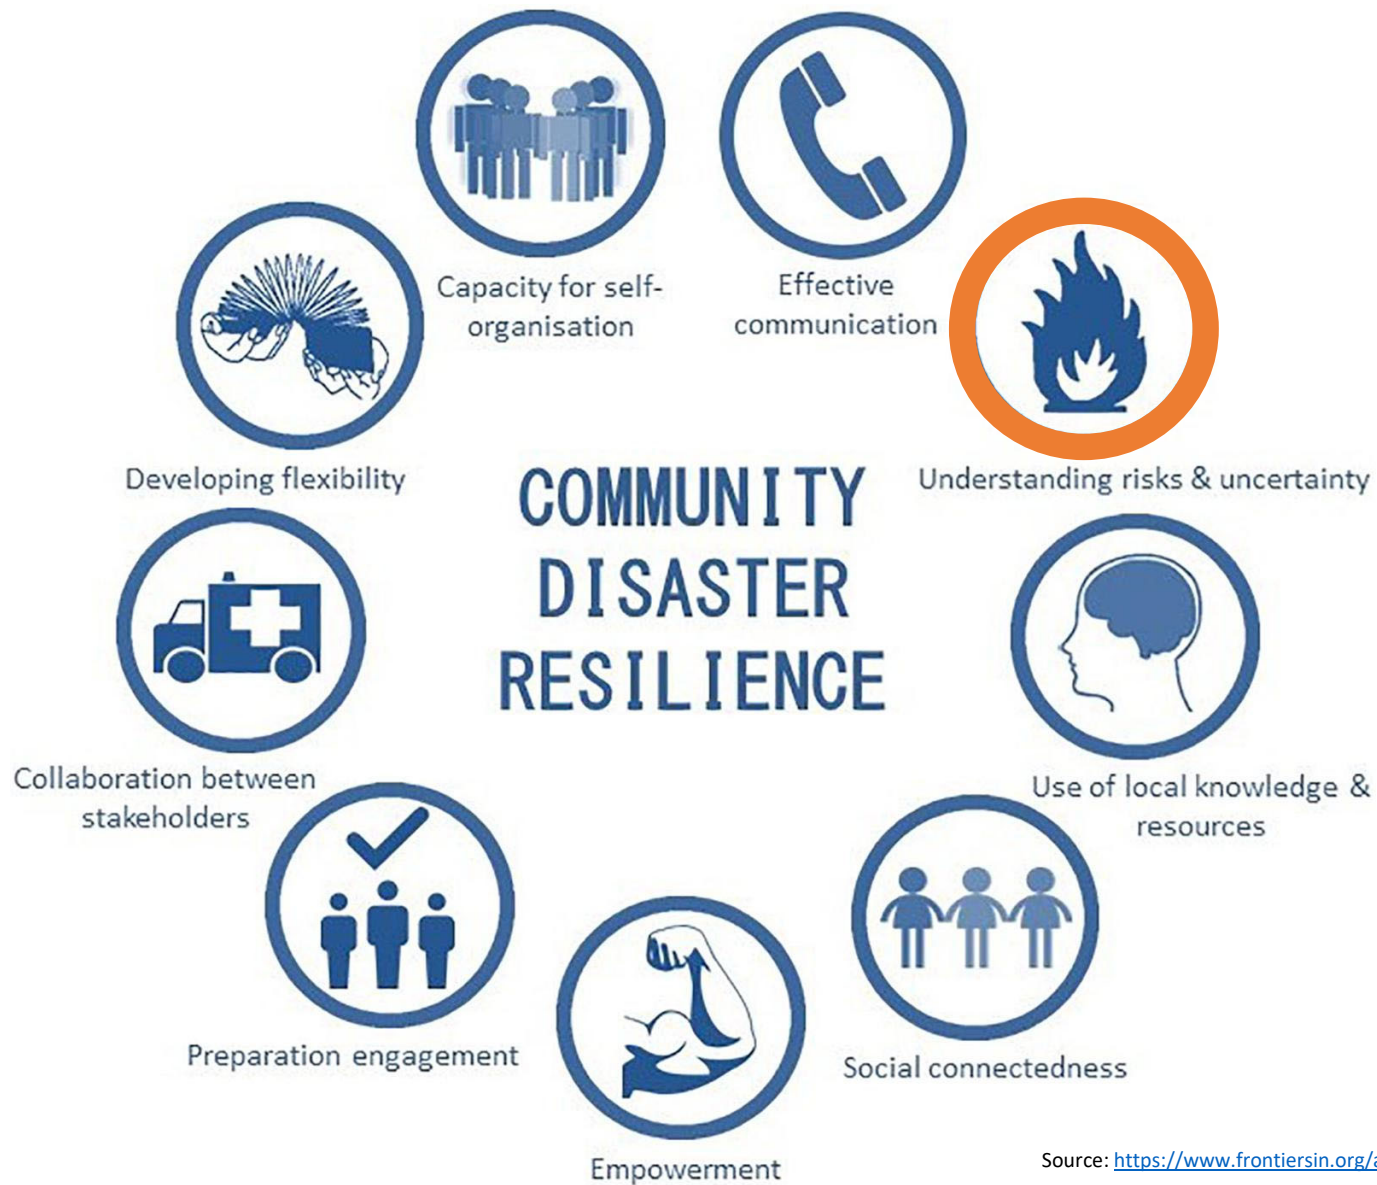 Capacity for self-
organisation
Effective
communication
Developing flexibility
Understanding risks & uncertainty
COMMUNITY
DISASTER
RESILIENCE
Collaboration between
stakeholders
Use of local knowledge &
resources
Preparation engagement
Social connectedness
Empowerment
Source: https://www.frontiersin.org/a